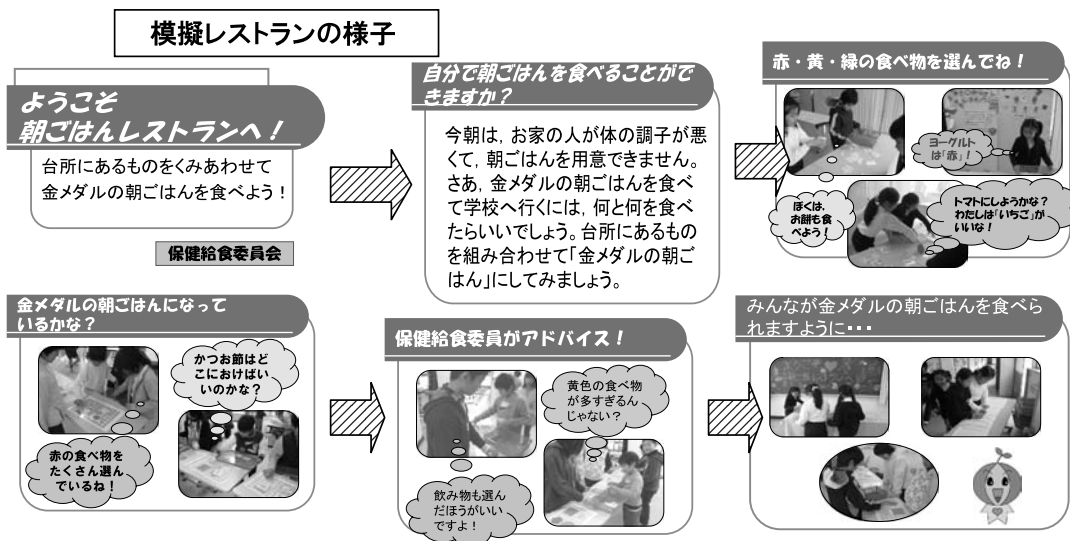 模擬レストランの様子
ようこそ
朝ごはんレストランへ！
台所にあるものをくみあわせて
金メダルの朝ごはんを食べよう！
保健給食委員会
自分で朝ごはんを食べることがで
きますか？
今朝は，お家の人が体の調子が悪
くて，朝ごはんを用意できません。
さあ，金メダルの朝ごはんを食べ
て学校へ行くには，何と何を食べ
たらいいでしょう。台所にあるもの
を組み合わせて「金メダルの朝ご
はん」にしてみましょう。
赤・黄・緑の食べ物を選んでね！
ヨーグルト
は「赤」！
ぼくは、
お餅も食
べよう！
トマトにしようかな？
わたしは「いちご」が
いいな！
金メダルの朝ごはんになって
いるかな？
かつお節はど
こにおけばい
いのかな？
赤の食べ物を
たくさん選ん
でいるね！
保健給食委員がアドバイス！
黄色の食べ物
が多すぎるん
じゃない？
飲み物も選ん
だほうがいい
ですよ！
みんなが金メダルの朝ごはんを食べら
れますように・・・